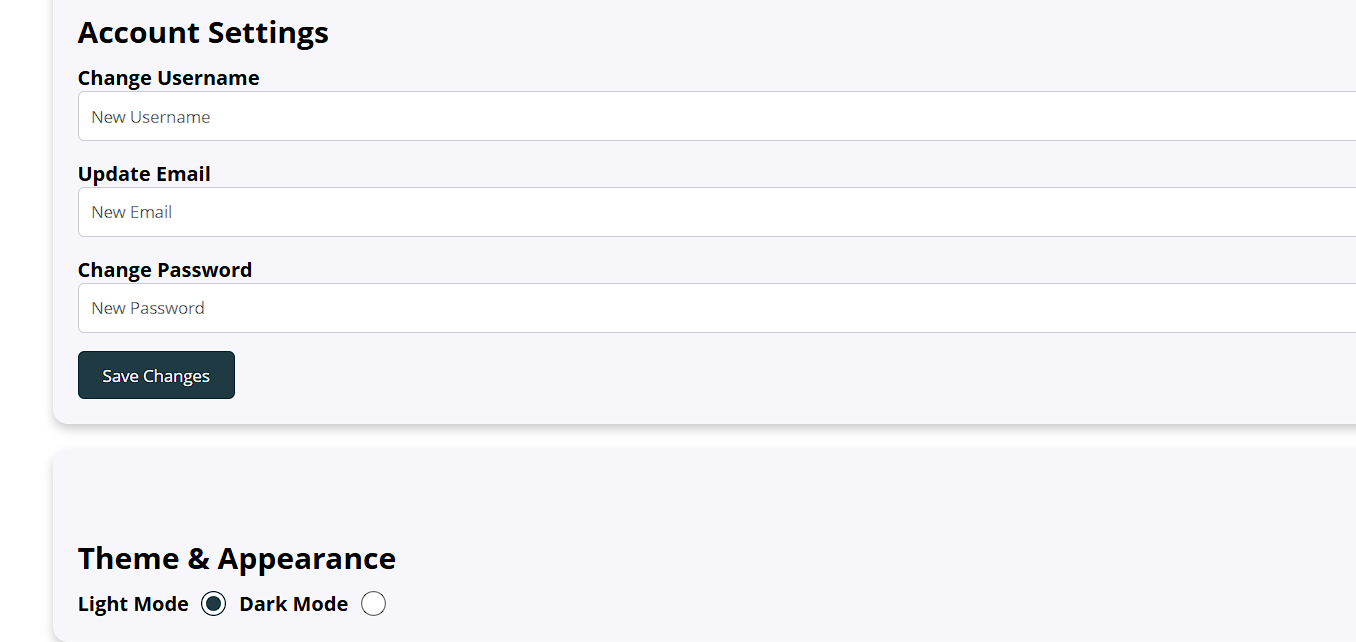 Account Settings
Change Username
New Username
Update Email
New Email
Change Password
New Password
Save Changes
Theme & Appearance
Light Mode Dark Mode